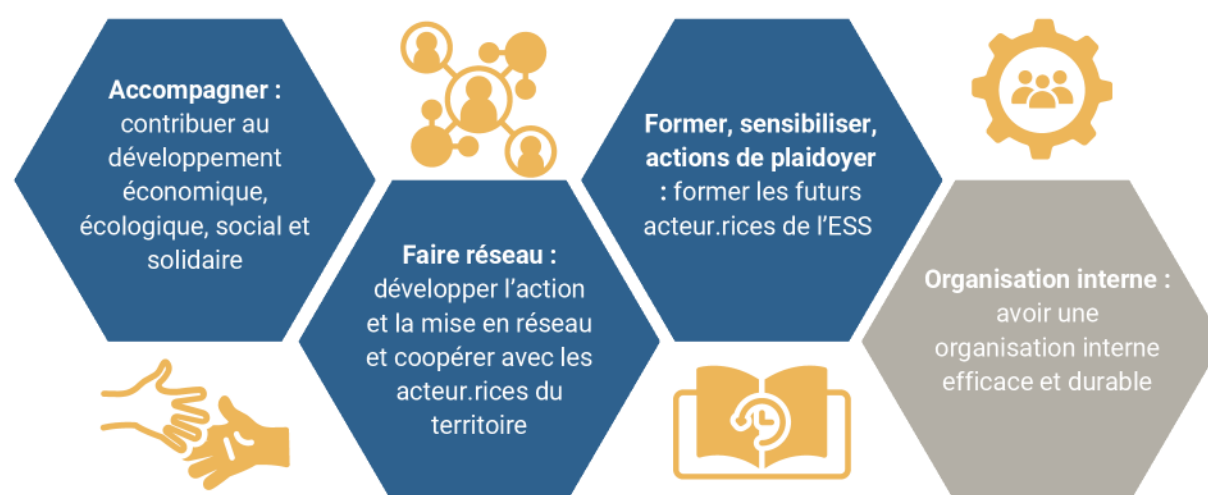 Accompagner :
contribuer au
développement
économique,
écologique, social et
solidaire
Faire réseau :
développer l’action
et la mise en réseau
et coopérer avec les
acteur.rices du
territoire
Former, sensibiliser,
actions de plaidoyer
: former les futurs
acteur.rices de l’ESS
Organisation interne :
avoir une
organisation interne
efficace et durable